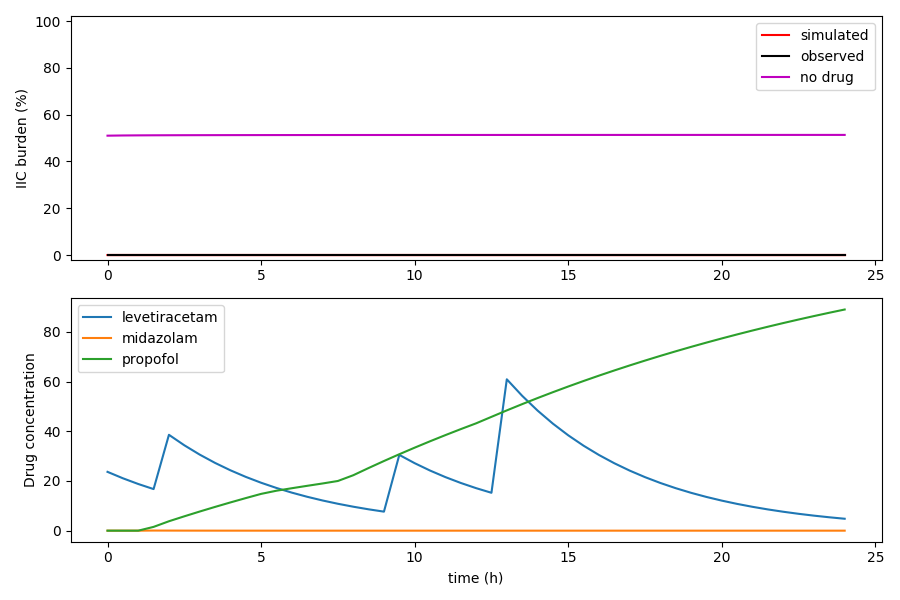 100
80
60
40
20
0
IIC burden (%)
simulated
observed
no drug
0 5 10 15 20 25
80
60
40
20
0
Drug concentration
levetiracetam
midazolam
propofol
0 5 10 15 20 25
time (h)